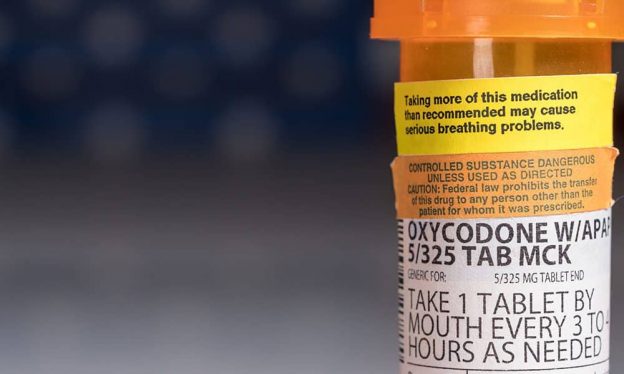 Taking more of this medication
than recommended may cause
serious breathing problems.
CONTROLLED SUBSTANCE DANGEROUS
UNLESS USED AS DIRECTED
CAUTION: Federal law prohibits the transfer
of this drug to any person other than the
patient for whom it was prescribed.
OXYCODONE W/APAP
5/325 TAB MCK
GENERIC FOR: 5/325 MG TABLET END
TAKE 1 TABLET BY
MOUTH EVERY 3 TO 4
HOURS AS NEEDED